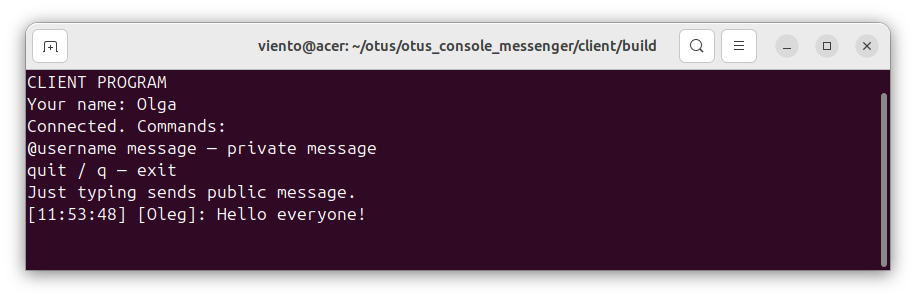 viento@acer: ~/otus/otus_console_messenger/client/build
CLIENT PROGRAM
Your name: Olga
Connected. Commands:
@username message — private message
quit / q — exit
Just typing sends public message.
[11:53:48] [Oleg]: Hello everyone!